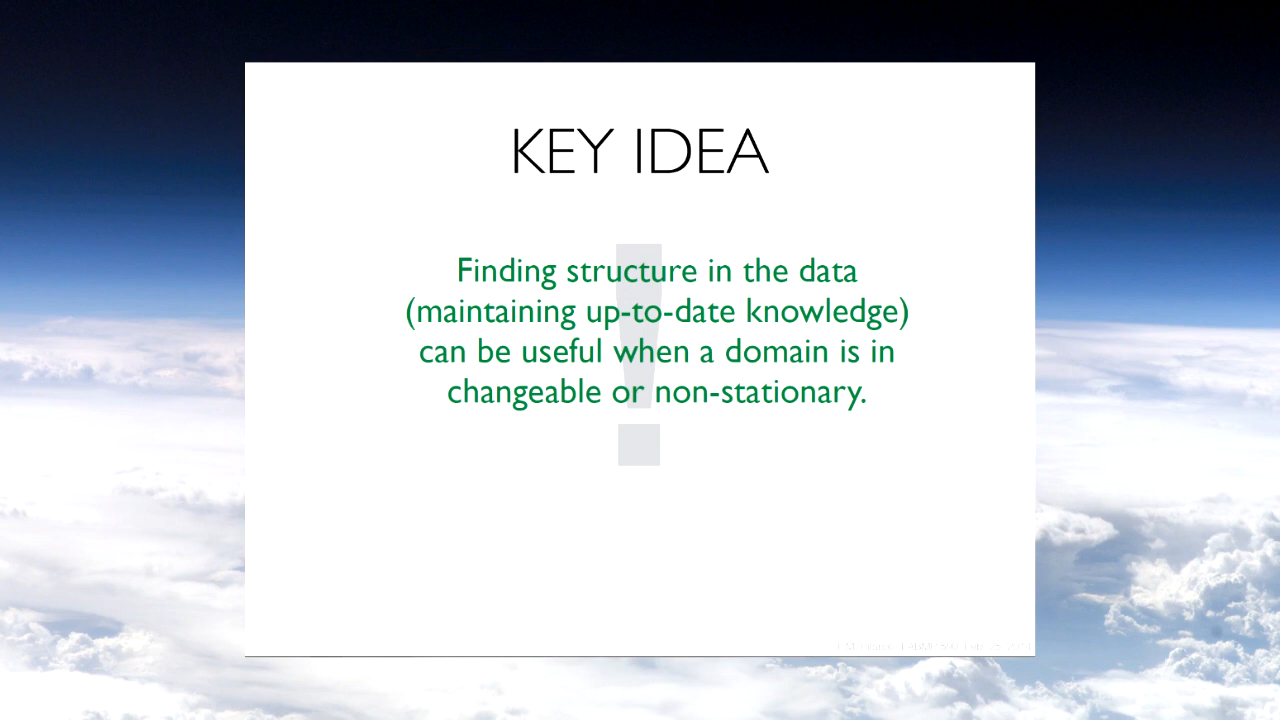 KEY IDEA
Finding structure in the data
(maintaining up-to-date knowledge)
can be useful when a domain is in
changeable or non-stationary.